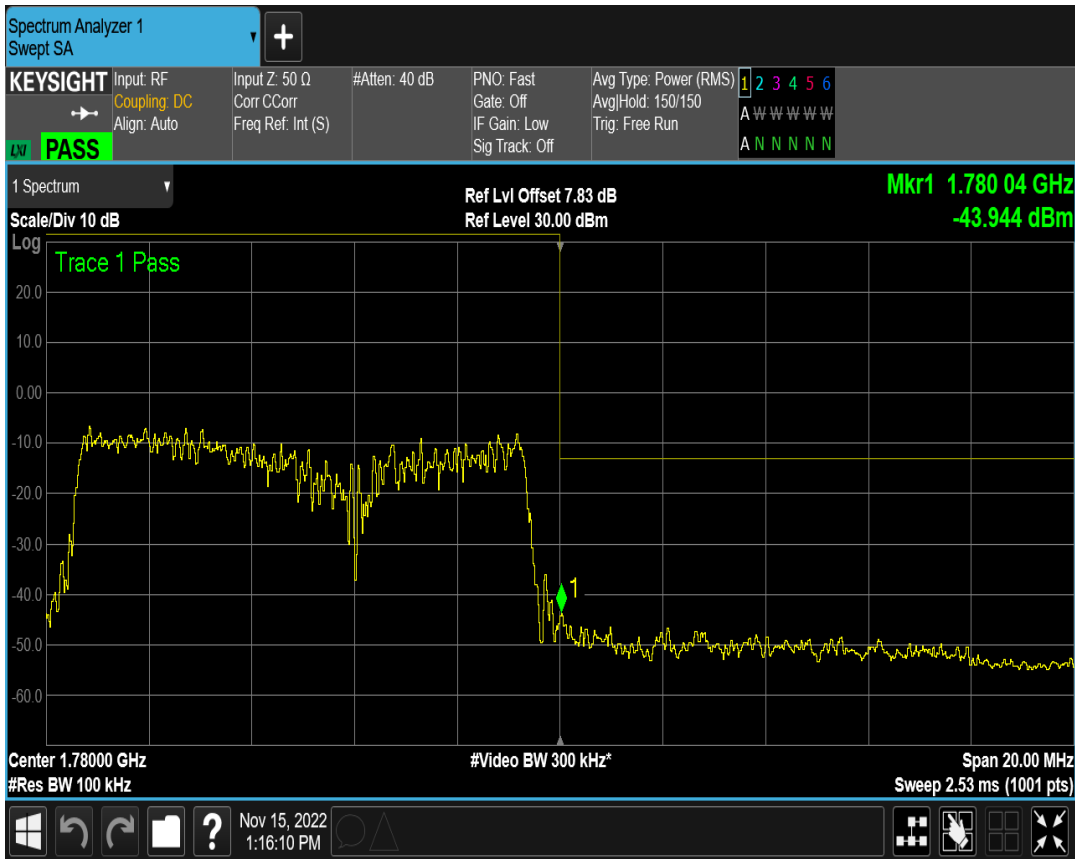 Spectrum Analyzer 1
Swept SA
+
KEYSIGHT
LXI PASS
Input: RF
Coupling: DC
Align: Auto
Input Z: 50 Ω
Corr CCorr
Freq Ref: Int (S)
#Atten: 40 dB
PNO: Fast
Gate: Off
IF Gain: Low
Sig Track: Off
Avg Type: Power (RMS)
Avg|Hold: 150/150
Trig: Free Run
1 2 3 4 5 6
A W W W W W
A N N N N N
1 Spectrum
Scale/Div 10 dB
Ref Lvl Offset 7.83 dB
Ref Level 30.00 dBm
Mkr1 1.780 04 GHz
-43.944 dBm
Log
Trace 1 Pass
20.0
10.0
0.00
-10.0
-20.0
-30.0
-40.0
1
-50.0
-60.0
Center 1.78000 GHz
#Res BW 100 kHz
#Video BW 300 kHz*
Span 20.00 MHz
Sweep 2.53 ms (1001 pts)
?
Nov 15, 2022
1:16:10 PM